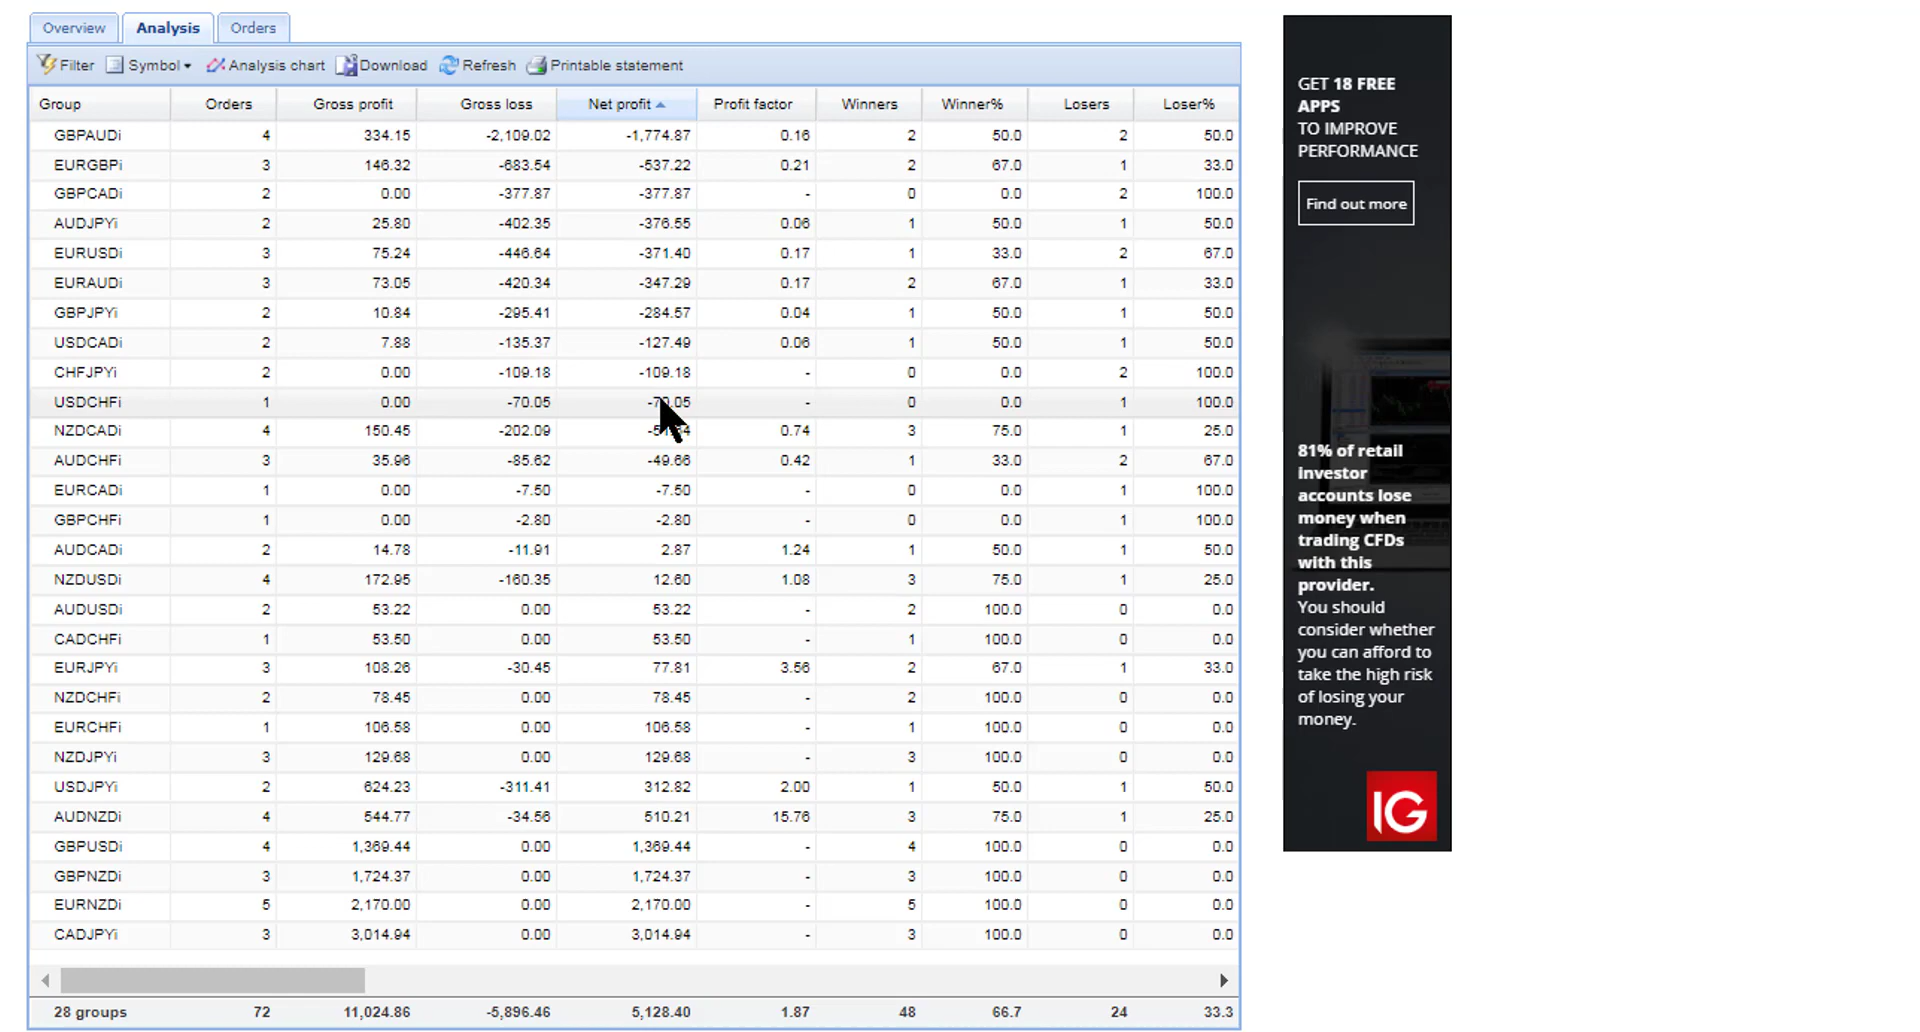 Overview Analysis Orders
Filter Symbol Analysis chart Download Refresh Printable statement
Group Orders Gross profit Gross loss Net profit Profit factor Winners Winner% Losers Loser%
GBPAUDi 4 334.15 -2,109.02 -1,774.87 0.16 2 50.0 2 50.0
EURGBPi 3 146.32 -683.54 -537.22 0.21 2 67.0 1 33.0
GBPCADi 2 0.00 -377.87 -377.87 - 0 0.0 2 100.0
AUDJPYi 2 25.80 -402.35 -376.55 0.06 1 50.0 1 50.0
EURUSDi 3 75.24 -446.64 -371.40 0.17 1 33.0 2 67.0
EURAUDi 3 73.05 -420.34 -347.29 0.17 2 67.0 1 33.0
GBPJPYi 2 10.84 -295.41 -284.57 0.04 1 50.0 1 50.0
USDCADi 2 7.88 -135.37 -127.49 0.06 1 50.0 1 50.0
CHFJPYi 2 0.00 -109.18 -109.18 - 0 0.0 2 100.0
USDCHFi 1 0.00 -70.05 - 0 0.0 1 100.0
NZDCADi 4 150.45 -202.09 0.74 3 75.0 1 25.0
AUDCHFi 3 35.96 -85.62 -49.66 0.42 1 33.0 2 67.0
EURCADi 1 0.00 -7.50 -7.50 - 0 0.0 1 100.0
GBPCHFi 1 0.00 -2.80 -2.80 - 0 0.0 1 100.0
AUDCADi 2 14.78 -11.91 2.87 1.24 1 50.0 1 50.0
NZDUSDi 4 172.95 -160.35 12.60 1.08 3 75.0 1 25.0
AUDUSDi 2 53.22 0.00 53.22 - 2 100.0 0 0.0
CADCHFi 1 53.50 0.00 53.50 - 1 100.0 0 0.0
EURJPYi 3 108.26 -30.45 77.81 3.56 2 67.0 1 33.0
NZDCHFi 2 78.45 0.00 78.45 - 2 100.0 0 0.0
EURCHFi 1 106.58 0.00 106.58 - 1 100.0 0 0.0
NZDJPYi 3 129.68 0.00 129.68 - 3 100.0 0 0.0
USDJPYi 2 624.23 -311.41 312.82 2.00 1 50.0 1 50.0
AUDNZDi 4 544.77 -34.56 510.21 15.76 3 75.0 1 25.0
GBPUSDi 4 1,369.44 0.00 1,369.44 - 4 100.0 0 0.0
GBPNZDi 3 1,724.37 0.00 1,724.37 - 3 100.0 0 0.0
EURNZDi 5 2,170.00 0.00 2,170.00 - 5 100.0 0 0.0
CADJPYi 3 3,014.94 0.00 3,014.94 - 3 100.0 0 0.0
28 groups 72 11,024.86 -5,896.46 5,128.40 1.87 48 66.7 24 33.3
GET 18 FREE
APPS
TO IMPROVE
PERFORMANCE
Find out more
81% of retail
investor
accounts lose
money when
trading CFDs
with this
provider.
You should
consider whether
you can afford to
take the high risk
of losing your
money.
IG